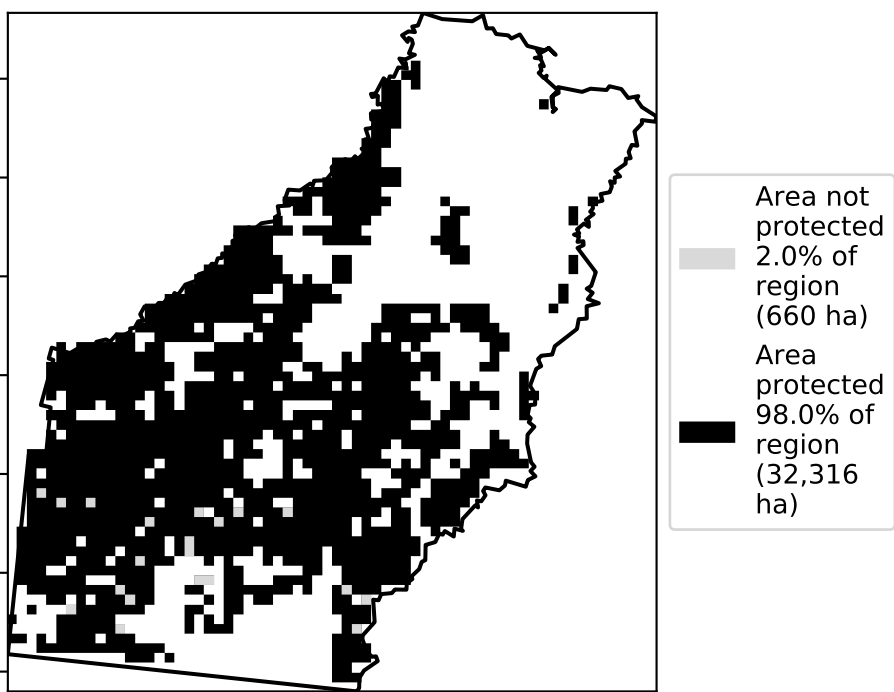 Area not
protected
2.0% of
region
(660 ha)
Area
protected
98.0% of
region
(32,316
ha)